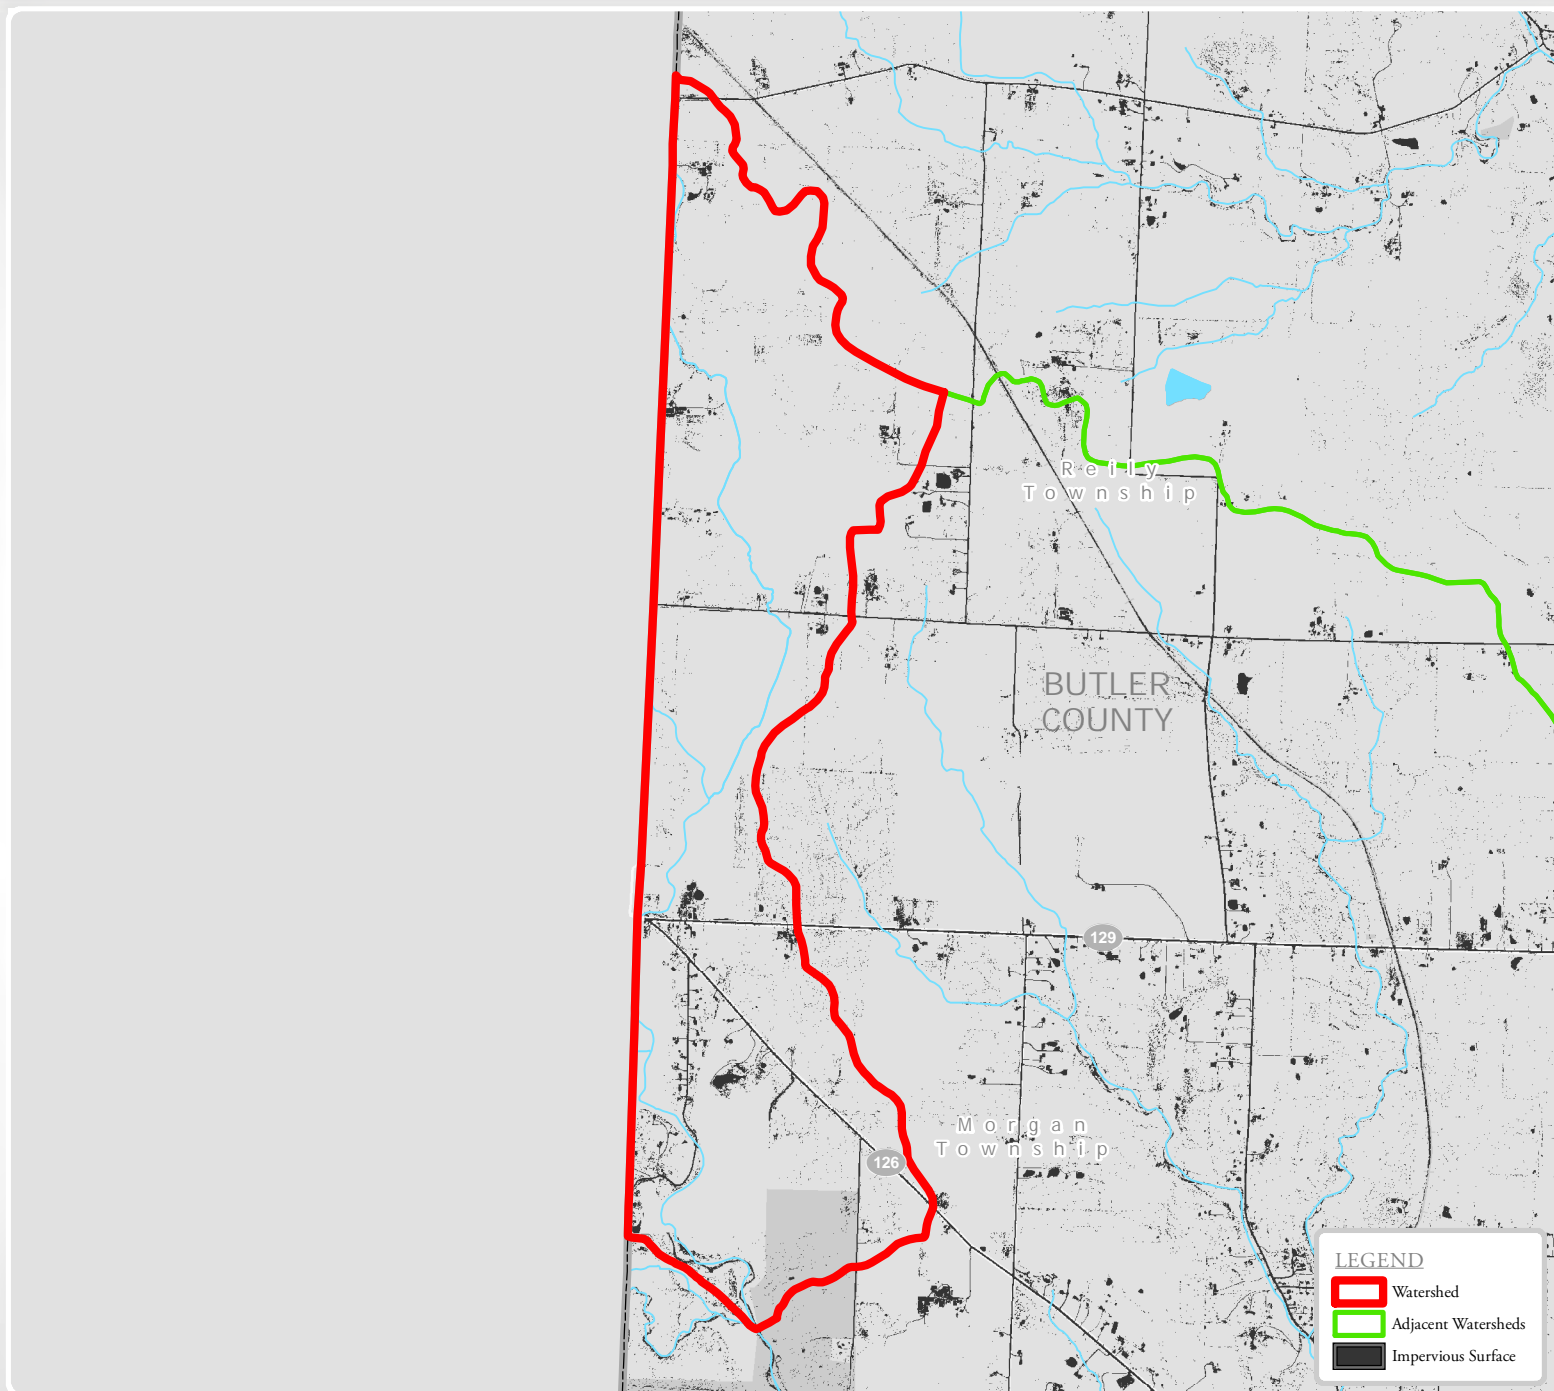 Reily
Township
BUTLER
COUNTY
129
Morgan
Township
126
LEGEND
Watershed
Adjacent Watersheds
Impervious Surface